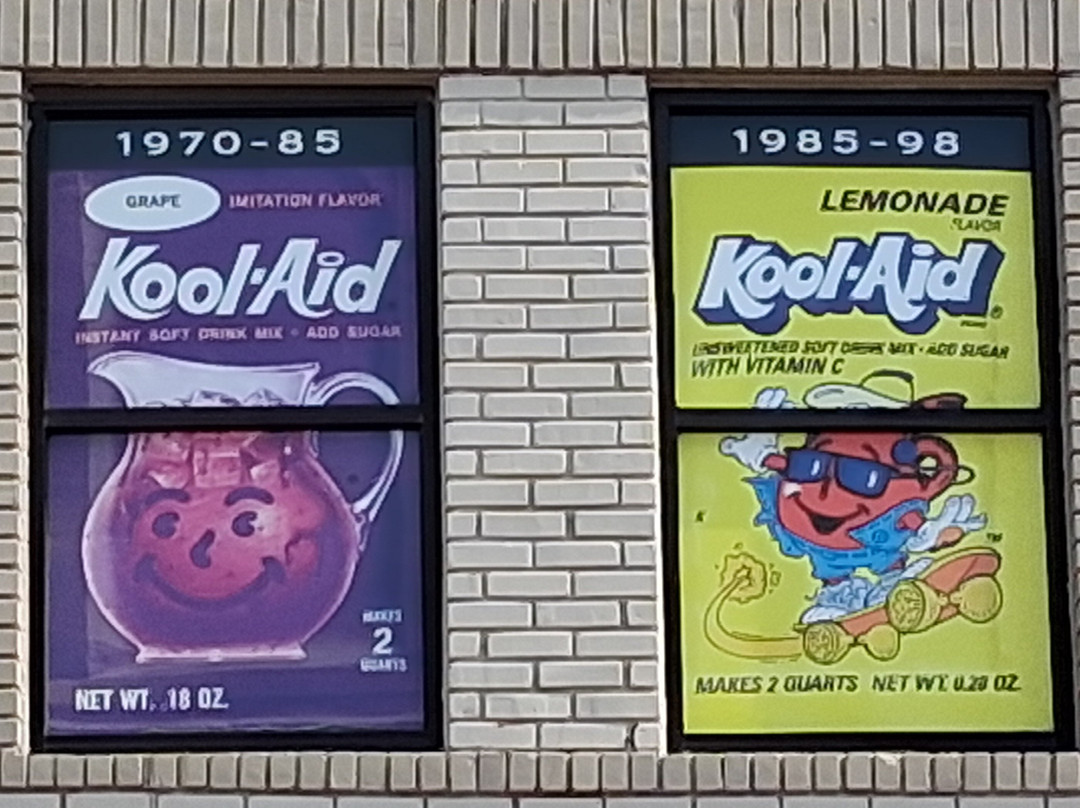 1970-85
GRAPE IMITATION FLAVOR
Kool-Aid
INSTANT SOFT DRINK MIX • ADD SUGAR
MAKES
2
QUARTS
NET WT. .18 OZ.
1985-98
LEMONADE
FLAVOR
Kool-Aid
®
UNSWEETENED SOFT DRINK MIX • ADD SUGAR
WITH VITAMIN C
TM
MAKES 2 QUARTS NET WT. 0.20 OZ.